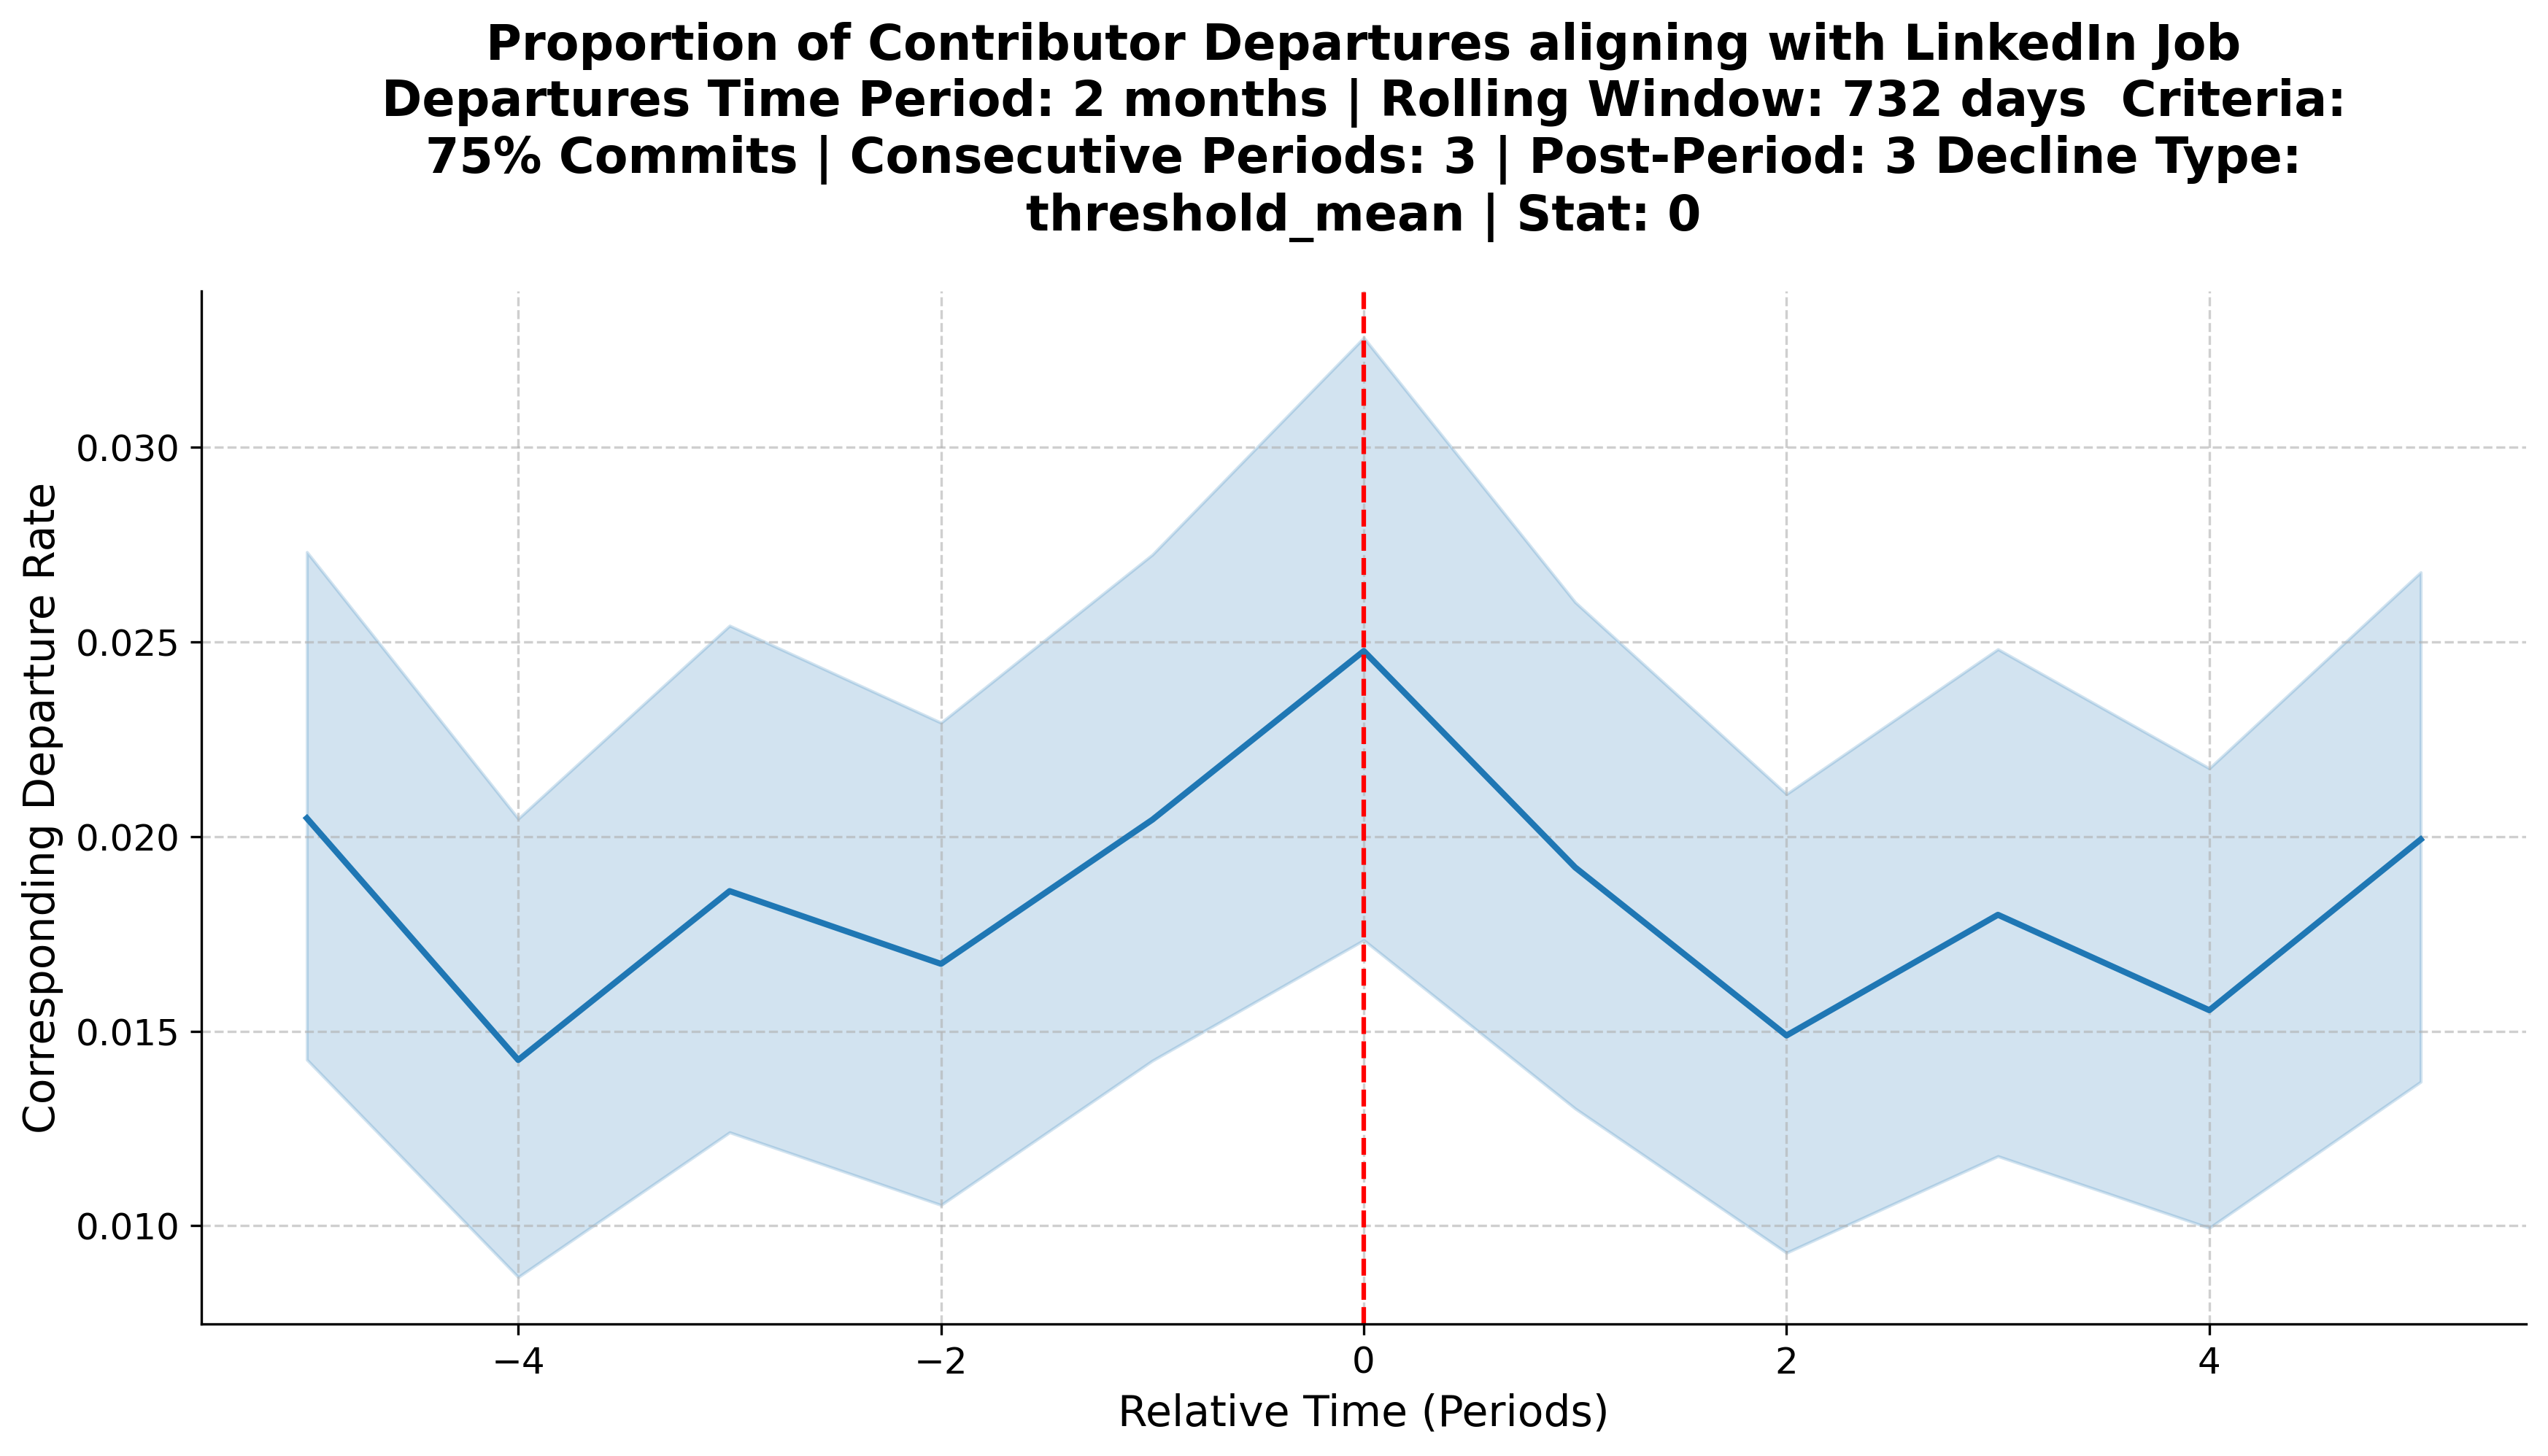 Proportion of Contributor Departures aligning with LinkedIn Job
Departures Time Period: 2 months | Rolling Window: 732 days  Criteria:
75% Commits | Consecutive Periods: 3 | Post-Period: 3 Decline Type:
threshold_mean | Stat: 0
Corresponding Departure Rate
0.030
0.025
0.020
0.015
0.010
−4
−2
0
2
4
Relative Time (Periods)